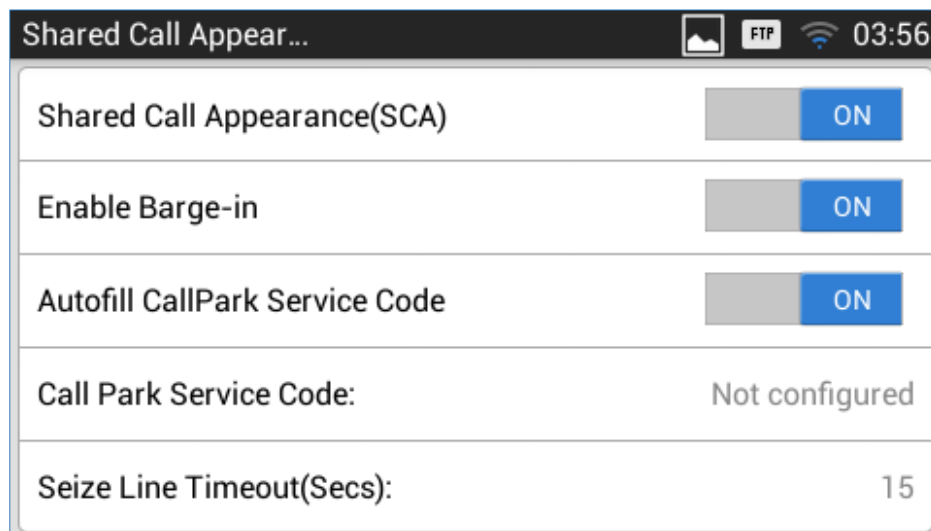 Shared Call Appear...
FTP 03:56
Shared Call Appearance(SCA) ON
Enable Barge-in ON
Autofill CallPark Service Code ON
Call Park Service Code: Not configured
Seize Line Timeout(Secs): 15